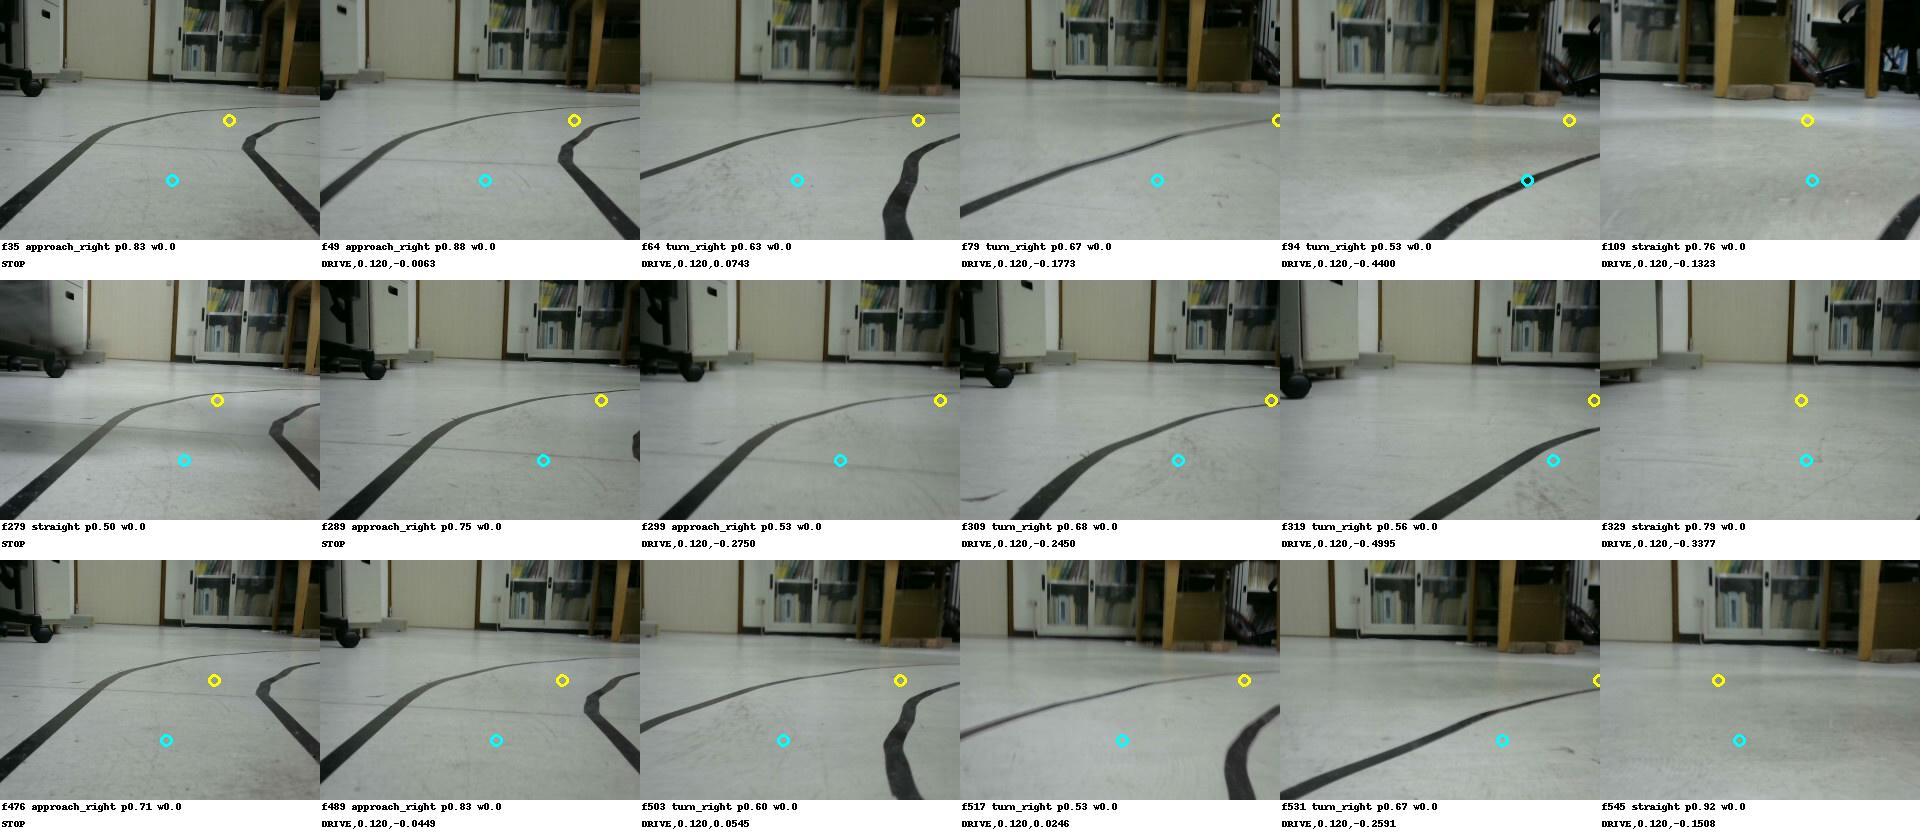 f35 approach_right p0.83 w0.0
STOP
f49 approach_right p0.88 w0.0
DRIVE,0.120,-0.0063
f64 turn_right p0.63 w0.0
DRIVE,0.120,0.0743
f79 turn_right p0.67 w0.0
DRIVE,0.120,-0.1773
f94 turn_right p0.53 w0.0
DRIVE,0.120,-0.4400
f109 straight p0.76 w0.0
DRIVE,0.120,-0.1323
f279 straight p0.50 w0.0
STOP
f289 approach_right p0.75 w0.0
STOP
f299 approach_right p0.53 w0.0
DRIVE,0.120,-0.2750
f309 turn_right p0.68 w0.0
DRIVE,0.120,-0.2450
f319 turn_right p0.56 w0.0
DRIVE,0.120,-0.4995
f329 straight p0.79 w0.0
DRIVE,0.120,-0.3377
f476 approach_right p0.71 w0.0
STOP
f489 approach_right p0.83 w0.0
DRIVE,0.120,-0.0449
f503 turn_right p0.60 w0.0
DRIVE,0.120,0.0545
f517 turn_right p0.53 w0.0
DRIVE,0.120,0.0246
f531 turn_right p0.67 w0.0
DRIVE,0.120,-0.2591
f545 straight p0.92 w0.0
DRIVE,0.120,-0.1508